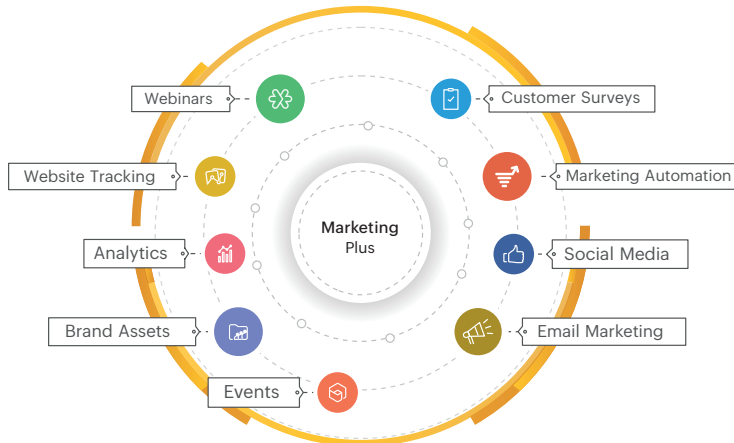 Webinars
Customer Surveys
Website Tracking
Marketing Automation
Marketing
Plus
Analytics
Social Media
Brand Assets
Email Marketing
Events